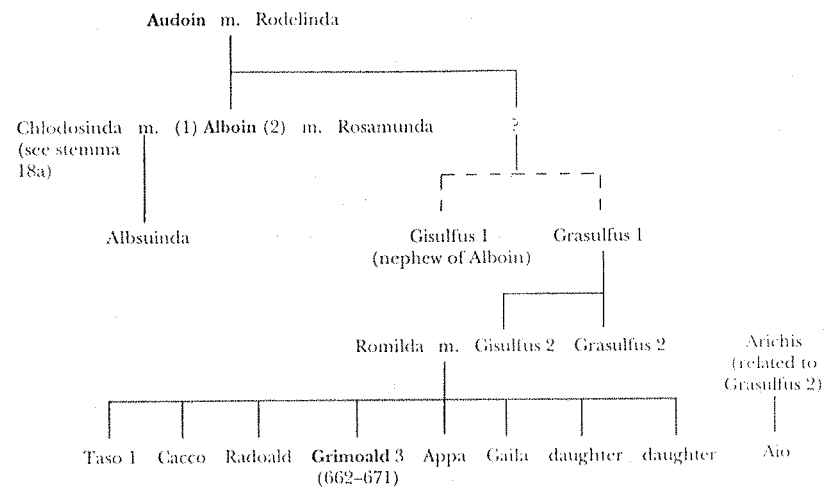 Audoin m. Rodelinda
Chlodosinda m. (1) Alboin (2) m. Rosamunda ?
(see stemma
18a)
Albsuinda
Gisulfus 1 Grasulfus 1
(nephew of Alboin)
Romilda m. Gisulfus 2 Grasulfus 2
Arichis
(related to
Grasulfus 2)
Taso 1 Cacco Radoald Grimoald 3 Appa Gaila daughter daughter Aio
(662–671)